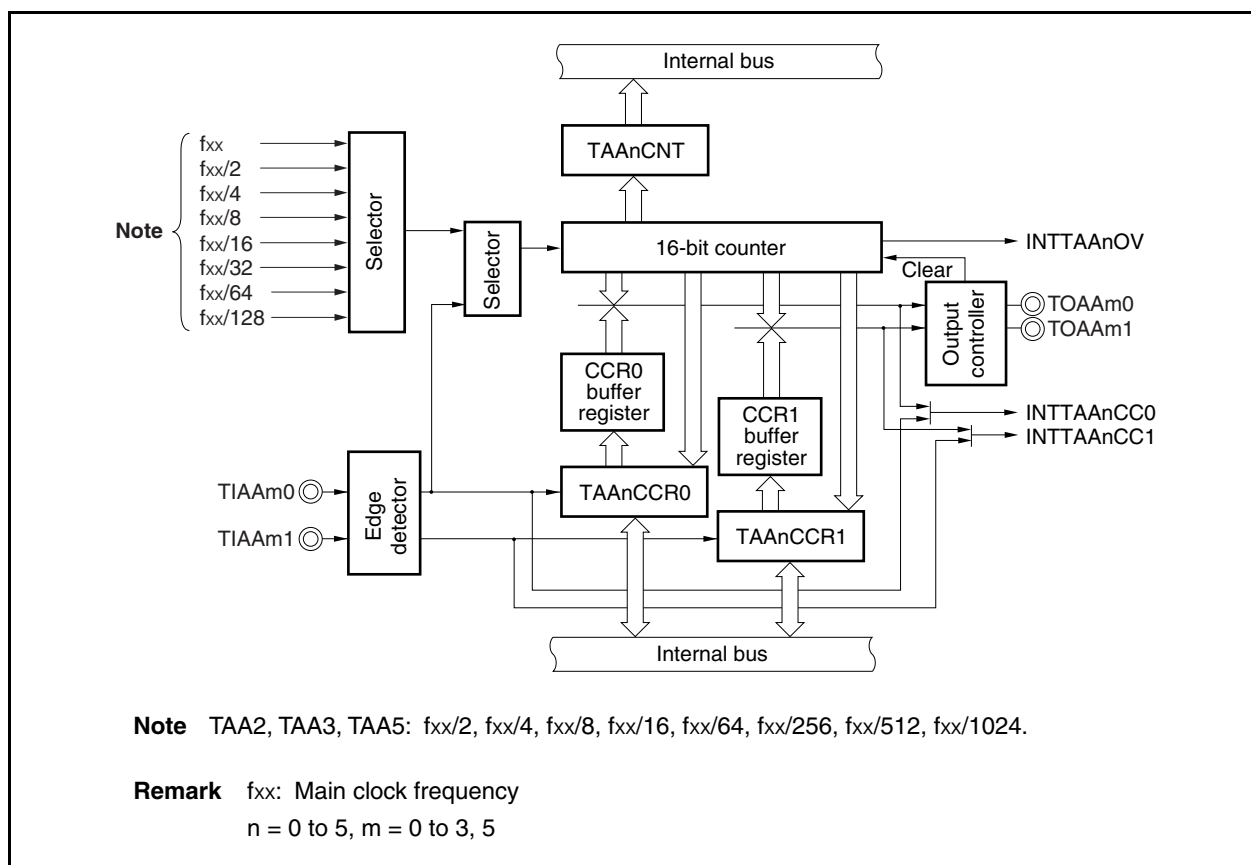 Internal bus
TAAnCNT
fxx
fxx/2
fxx/4
fxx/8
fxx/16
fxx/32
fxx/64
fxx/128
Note
Selector
Selector
16-bit counter
INTTAAnOV
Clear
Output
controller
TOAAm0
TOAAm1
CCR0
buffer
register
CCR1
buffer
register
INTTAAnCC0
INTTAAnCC1
TIAAm0
TIAAm1
Edge
detector
TAAnCCR0
TAAnCCR1
Internal bus
Note TAA2, TAA3, TAA5: fxx/2, fxx/4, fxx/8, fxx/16, fxx/64, fxx/256, fxx/512, fxx/1024.
Remark fxx: Main clock frequency
n = 0 to 5, m = 0 to 3, 5